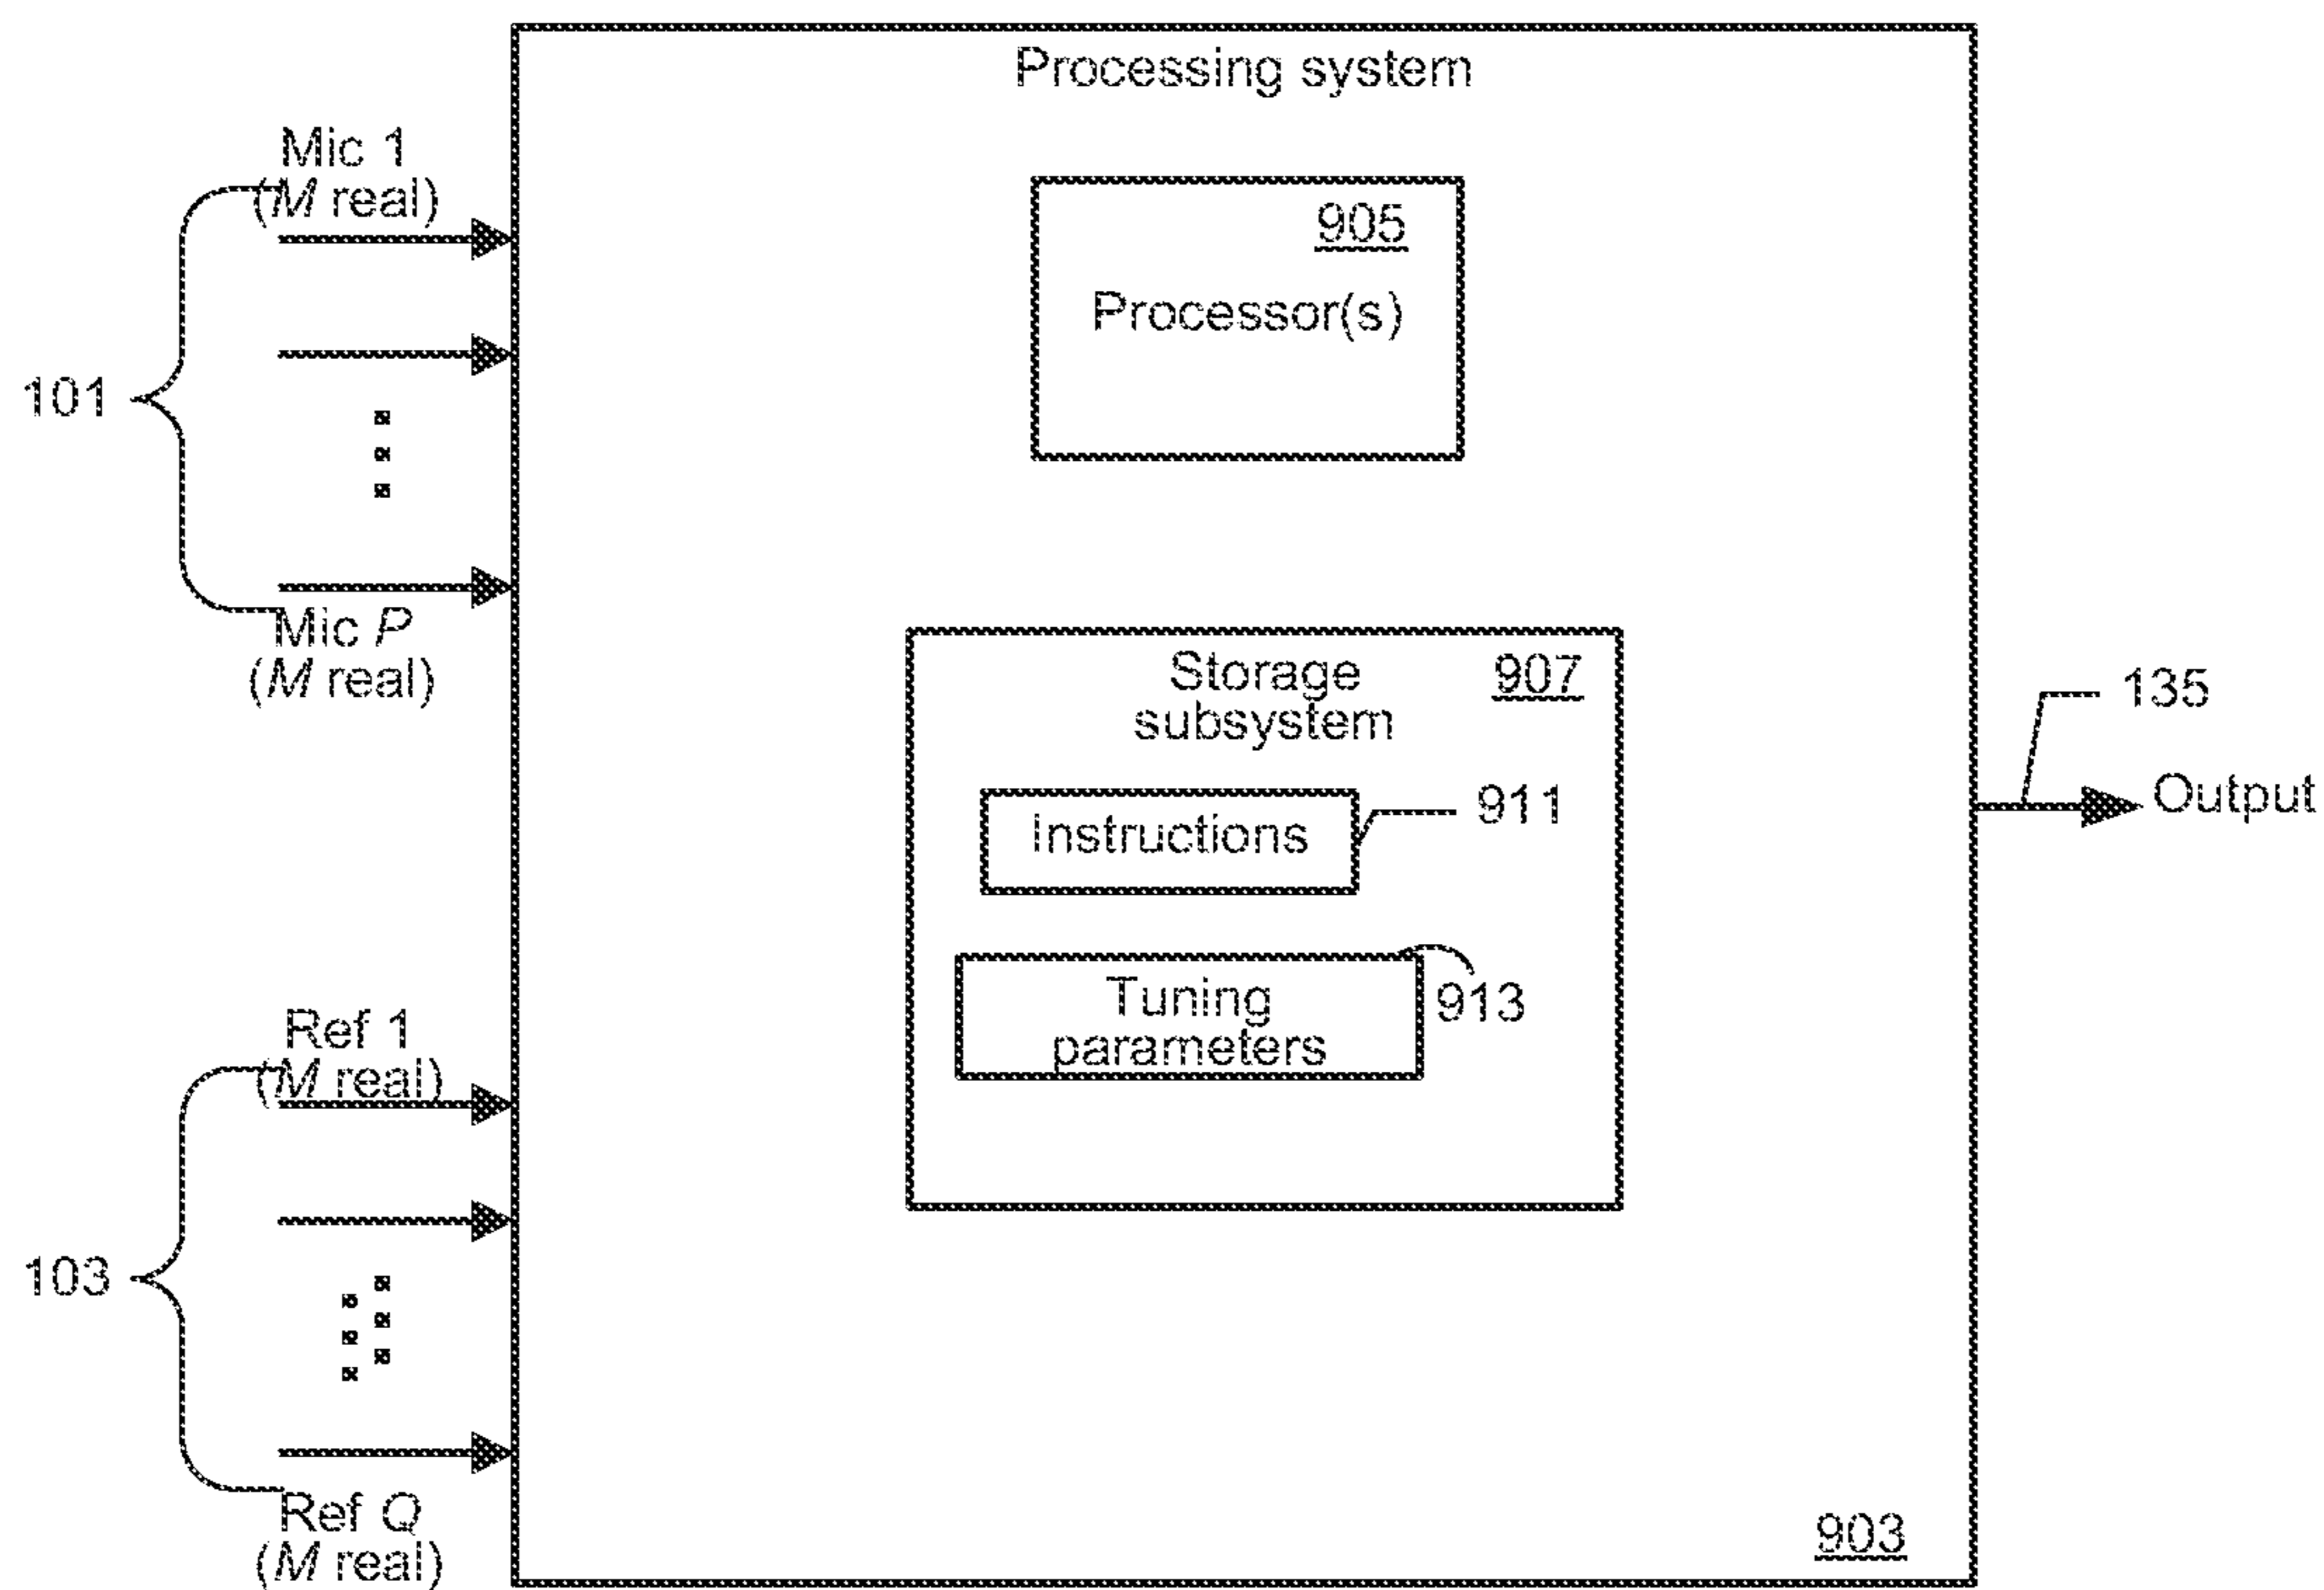 Processing system
Mic 1
(M real)
905
Processor(s)
101
Mic P
(M real)
Storage
subsystem
907
135
Instructions
911
Output
Tuning
parameters
913
Ref 1
(M real)
103
Ref Q
(M real)
903